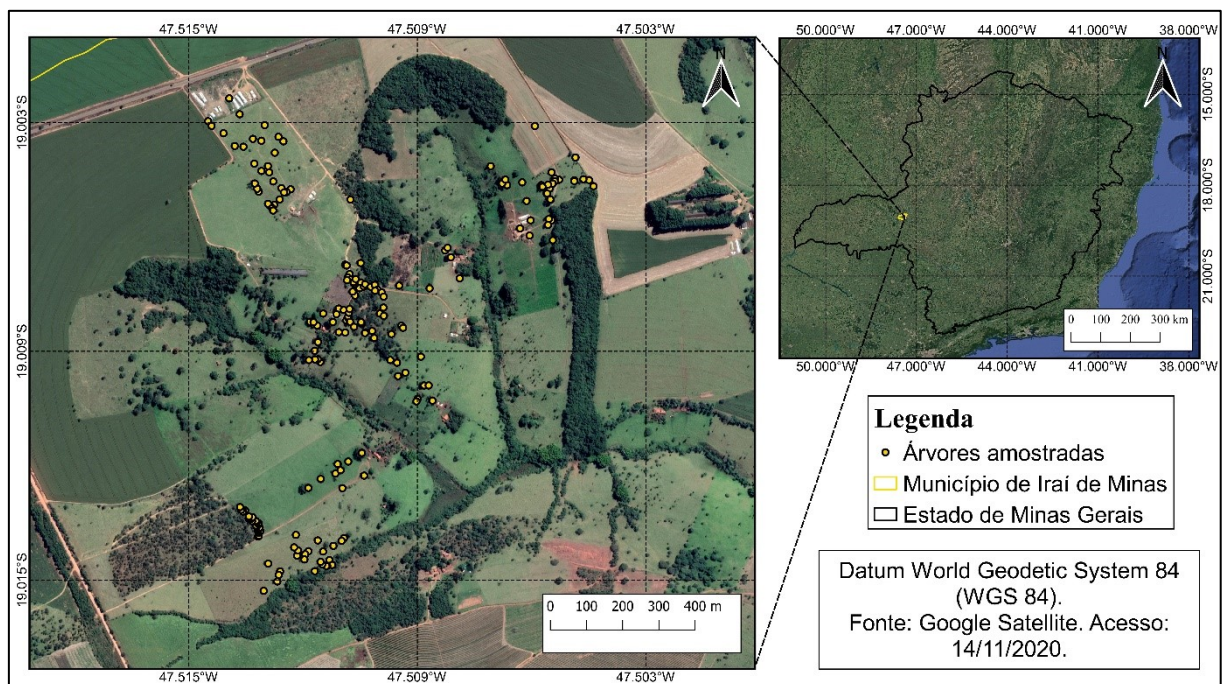 47.515°W 47.509°W 47.503°W
19.003°S
19.009°S
19.015°S
N
0 100 200 300 400 m
47.515°W 47.509°W 47.503°W
50.000°W 47.000°W 44.000°W 41.000°W 38.000°W
15.000°S
18.000°S
21.000°S
N
0 100 200 300 km
50.000°W 47.000°W 44.000°W 41.000°W 38.000°W
Legenda
Árvores amostradas
Município de Iraí de Minas
Estado de Minas Gerais
Datum World Geodetic System 84
(WGS 84).
Fonte: Google Satellite. Acesso:
14/11/2020.